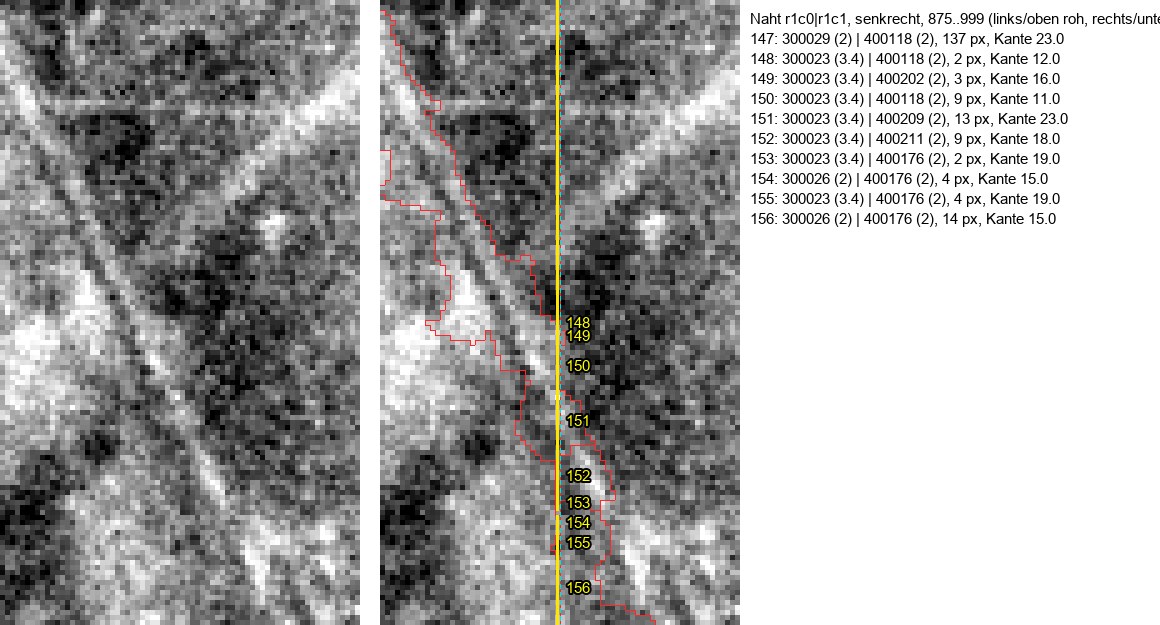 Naht r1c0|r1c1, senkrecht, 875..999 (links/oben roh, rechts/unte
147: 300029 (2) | 400118 (2), 137 px, Kante 23.0
148: 300023 (3.4) | 400118 (2), 2 px, Kante 12.0
149: 300023 (3.4) | 400202 (2), 3 px, Kante 16.0
150: 300023 (3.4) | 400118 (2), 9 px, Kante 11.0
151: 300023 (3.4) | 400209 (2), 13 px, Kante 23.0
152: 300023 (3.4) | 400211 (2), 9 px, Kante 18.0
153: 300023 (3.4) | 400176 (2), 2 px, Kante 19.0
154: 300026 (2) | 400176 (2), 4 px, Kante 15.0
155: 300023 (3.4) | 400176 (2), 4 px, Kante 19.0
156: 300026 (2) | 400176 (2), 14 px, Kante 15.0
148
149
150
151
152
153
154
155
156